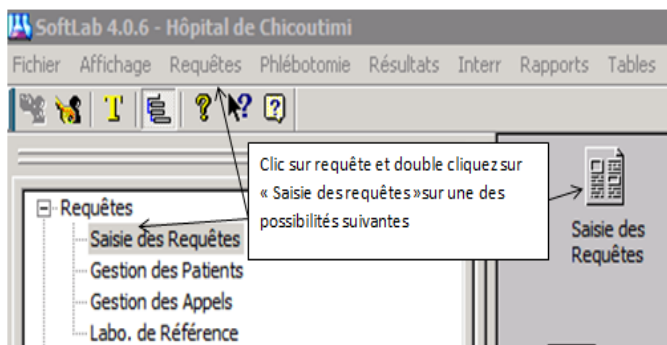 SoftLab 4.0.6 - Hôpital de Chicoutimi
Fichier Affichage Requêtes Phlébotomie Résultats Interr Rapports Tables
Clic sur requête et double cliquez sur
« Saisie des requêtes »sur une des
possibilités suivantes
Requêtes
Saisie des Requêtes
Gestion des Patients
Gestion des Appels
Labo. de Référence
Saisie des
Requêtes